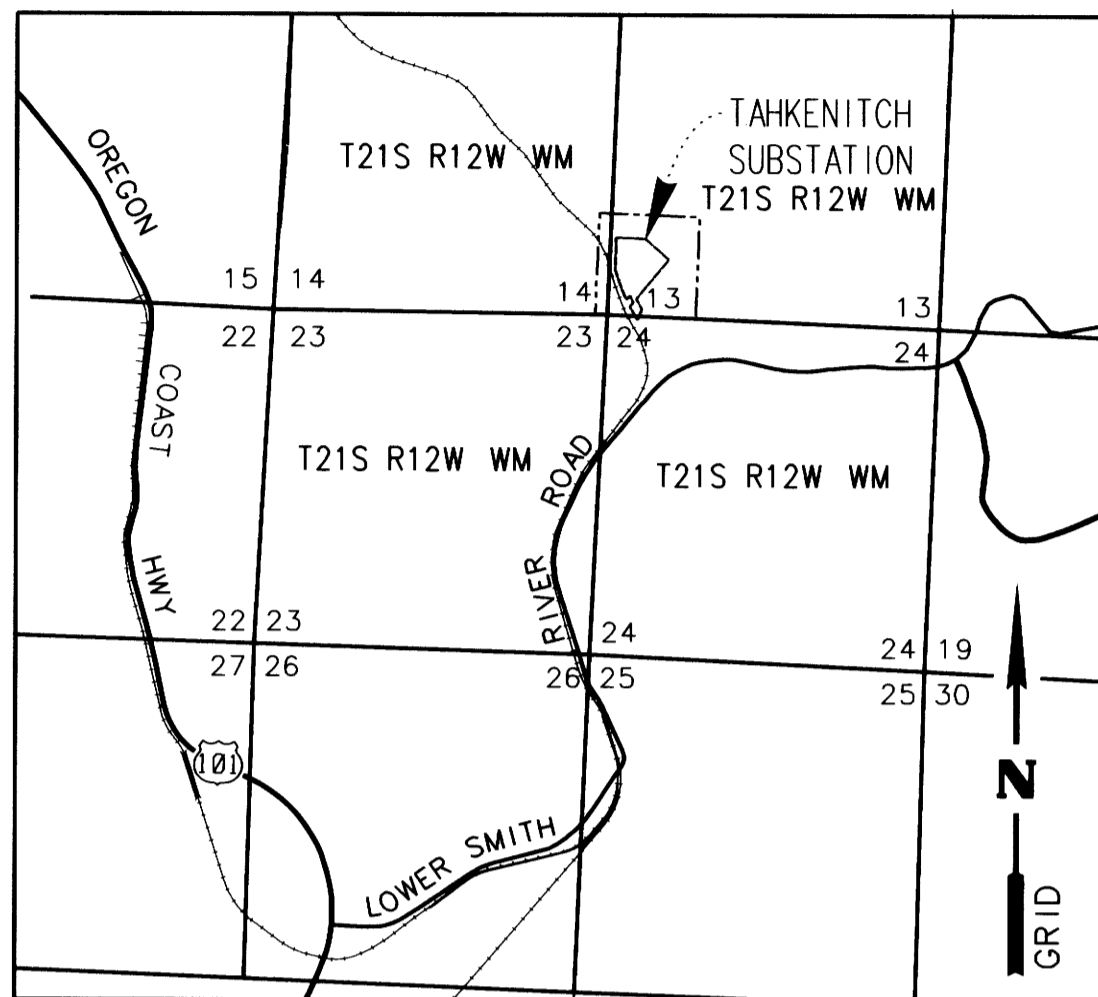 TAHKENITCH
SUBSTATION
T21S R12W WM
T21S R12W WM
OREGON
15 14
14 13
13
22 23
23 24
24
COAST
T21S R12W WM
ROAD
T21S R12W WM
HWY
RIVER
22 23
24
24 19
27 26
26 25
25 30
101
N
LOWER SMITH
GRID